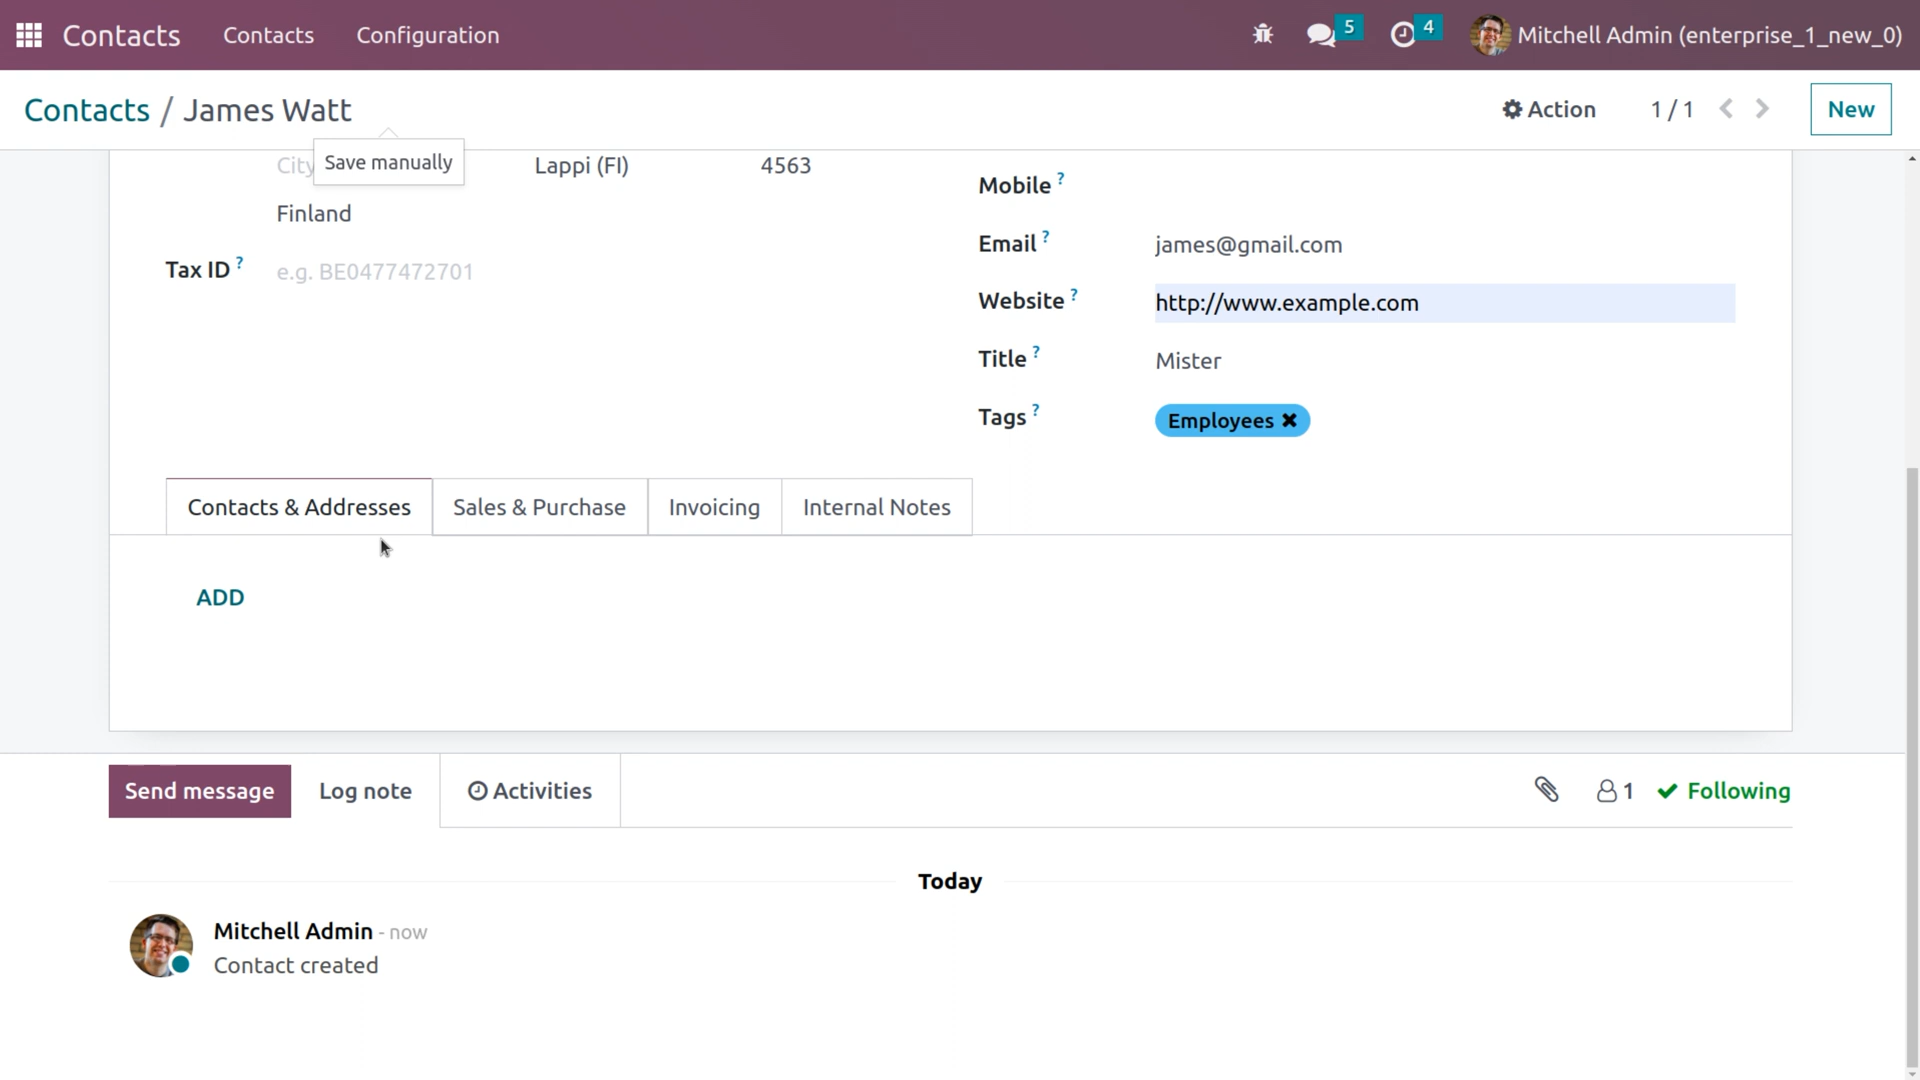 Contacts Contacts Configuration 5 4 Mitchell Admin (enterprise_1_new_0)
Contacts / James Watt Action 1 / 1 New
Save manually
City Lappi (FI) 4563
Finland
Tax ID ? e.g. BE0477472701
Mobile ?
Email ? james@gmail.com
Website ? http://www.example.com
Title ? Mister
Tags ? Employees ✖
Contacts & Addresses Sales & Purchase Invoicing Internal Notes
ADD
Send message Log note Activities 1 Following
Today
Mitchell Admin - now
Contact created